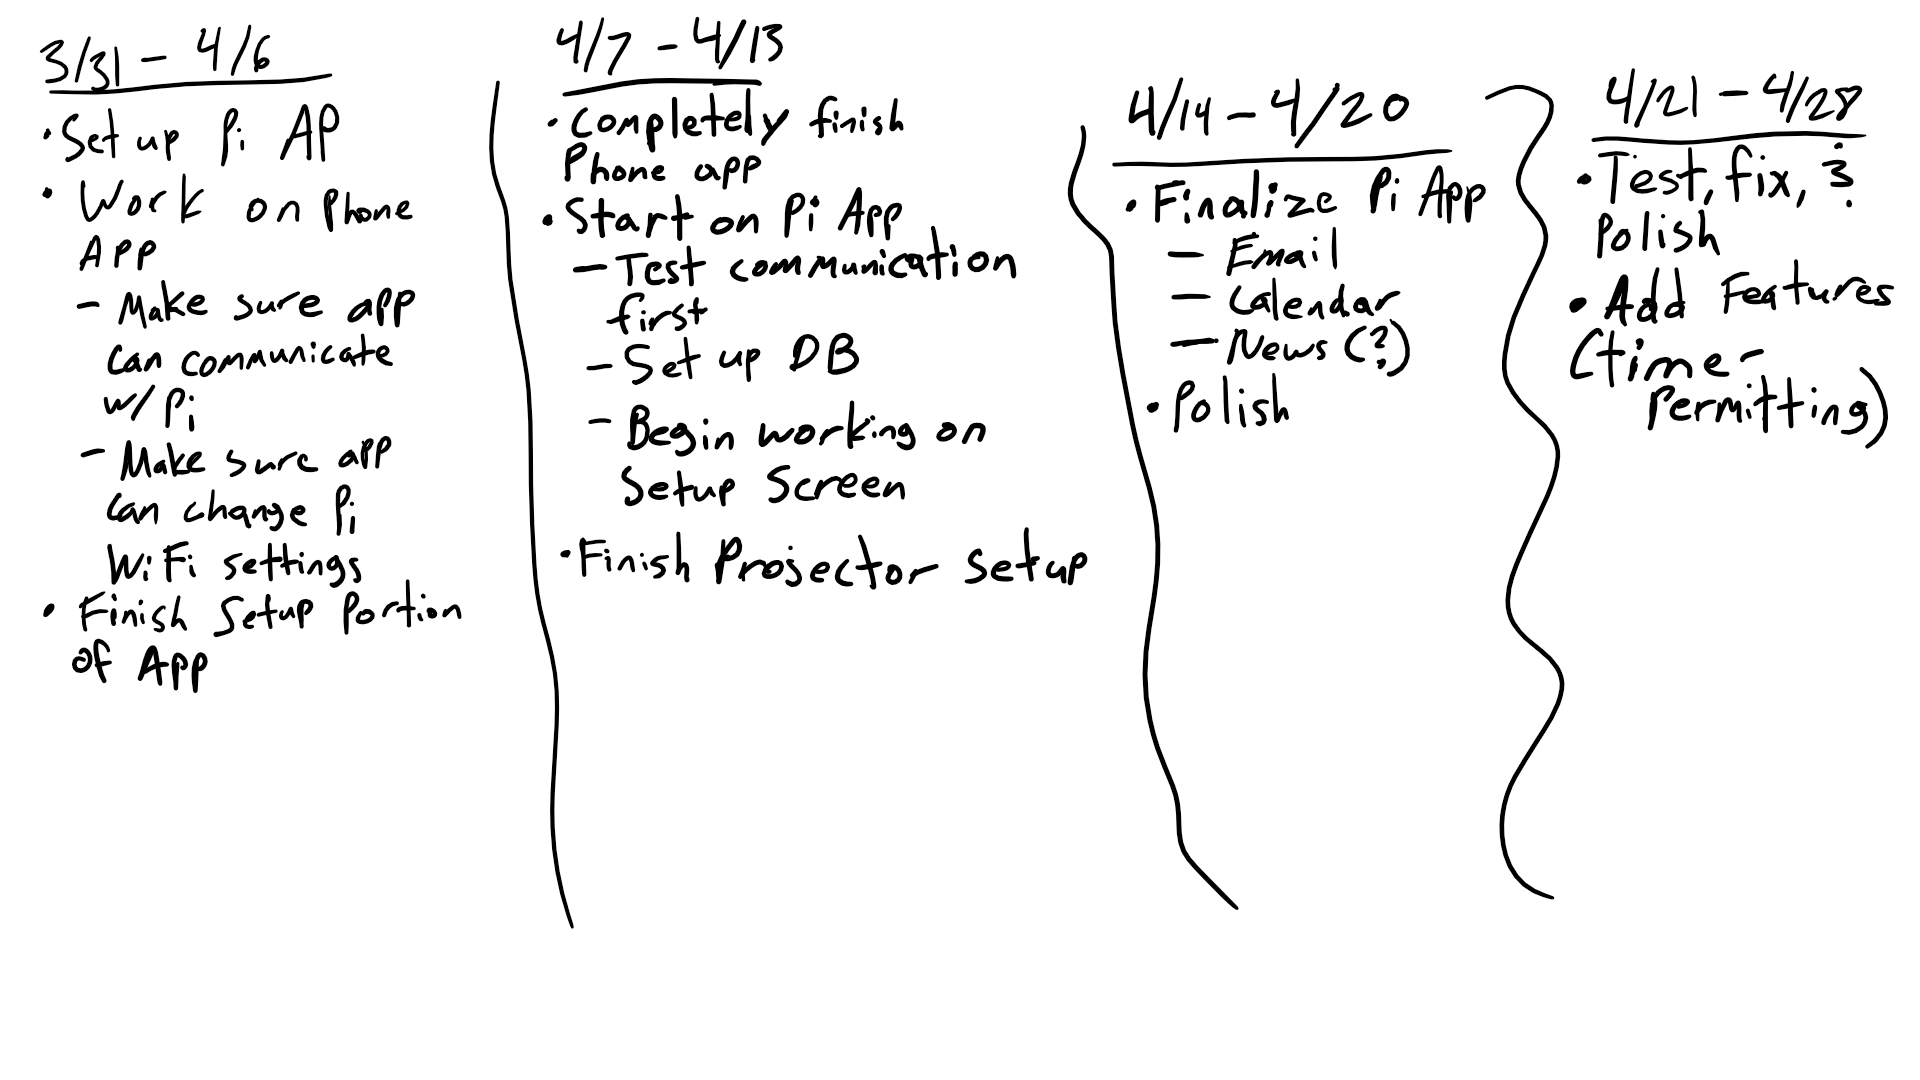 3/31 - 4/6
• Set up Pi AP
• Work on Phone
App
- Make sure app
can communicate
w/ Pi
- Make sure app
can change Pi
WiFi settings
• Finish Setup Portion
of App
4/7 - 4/13
• Completely finish
Phone app
• Start on Pi App
- Test communication
first
- Set up DB
- Begin working on
Setup Screen
• Finish Projector setup
4/14 - 4/20
• Finalize Pi App
- Email
- Calendar
- News (?)
• Polish
4/21 - 4/28
• Test, fix, &
Polish
• Add Features
(time
Permitting)